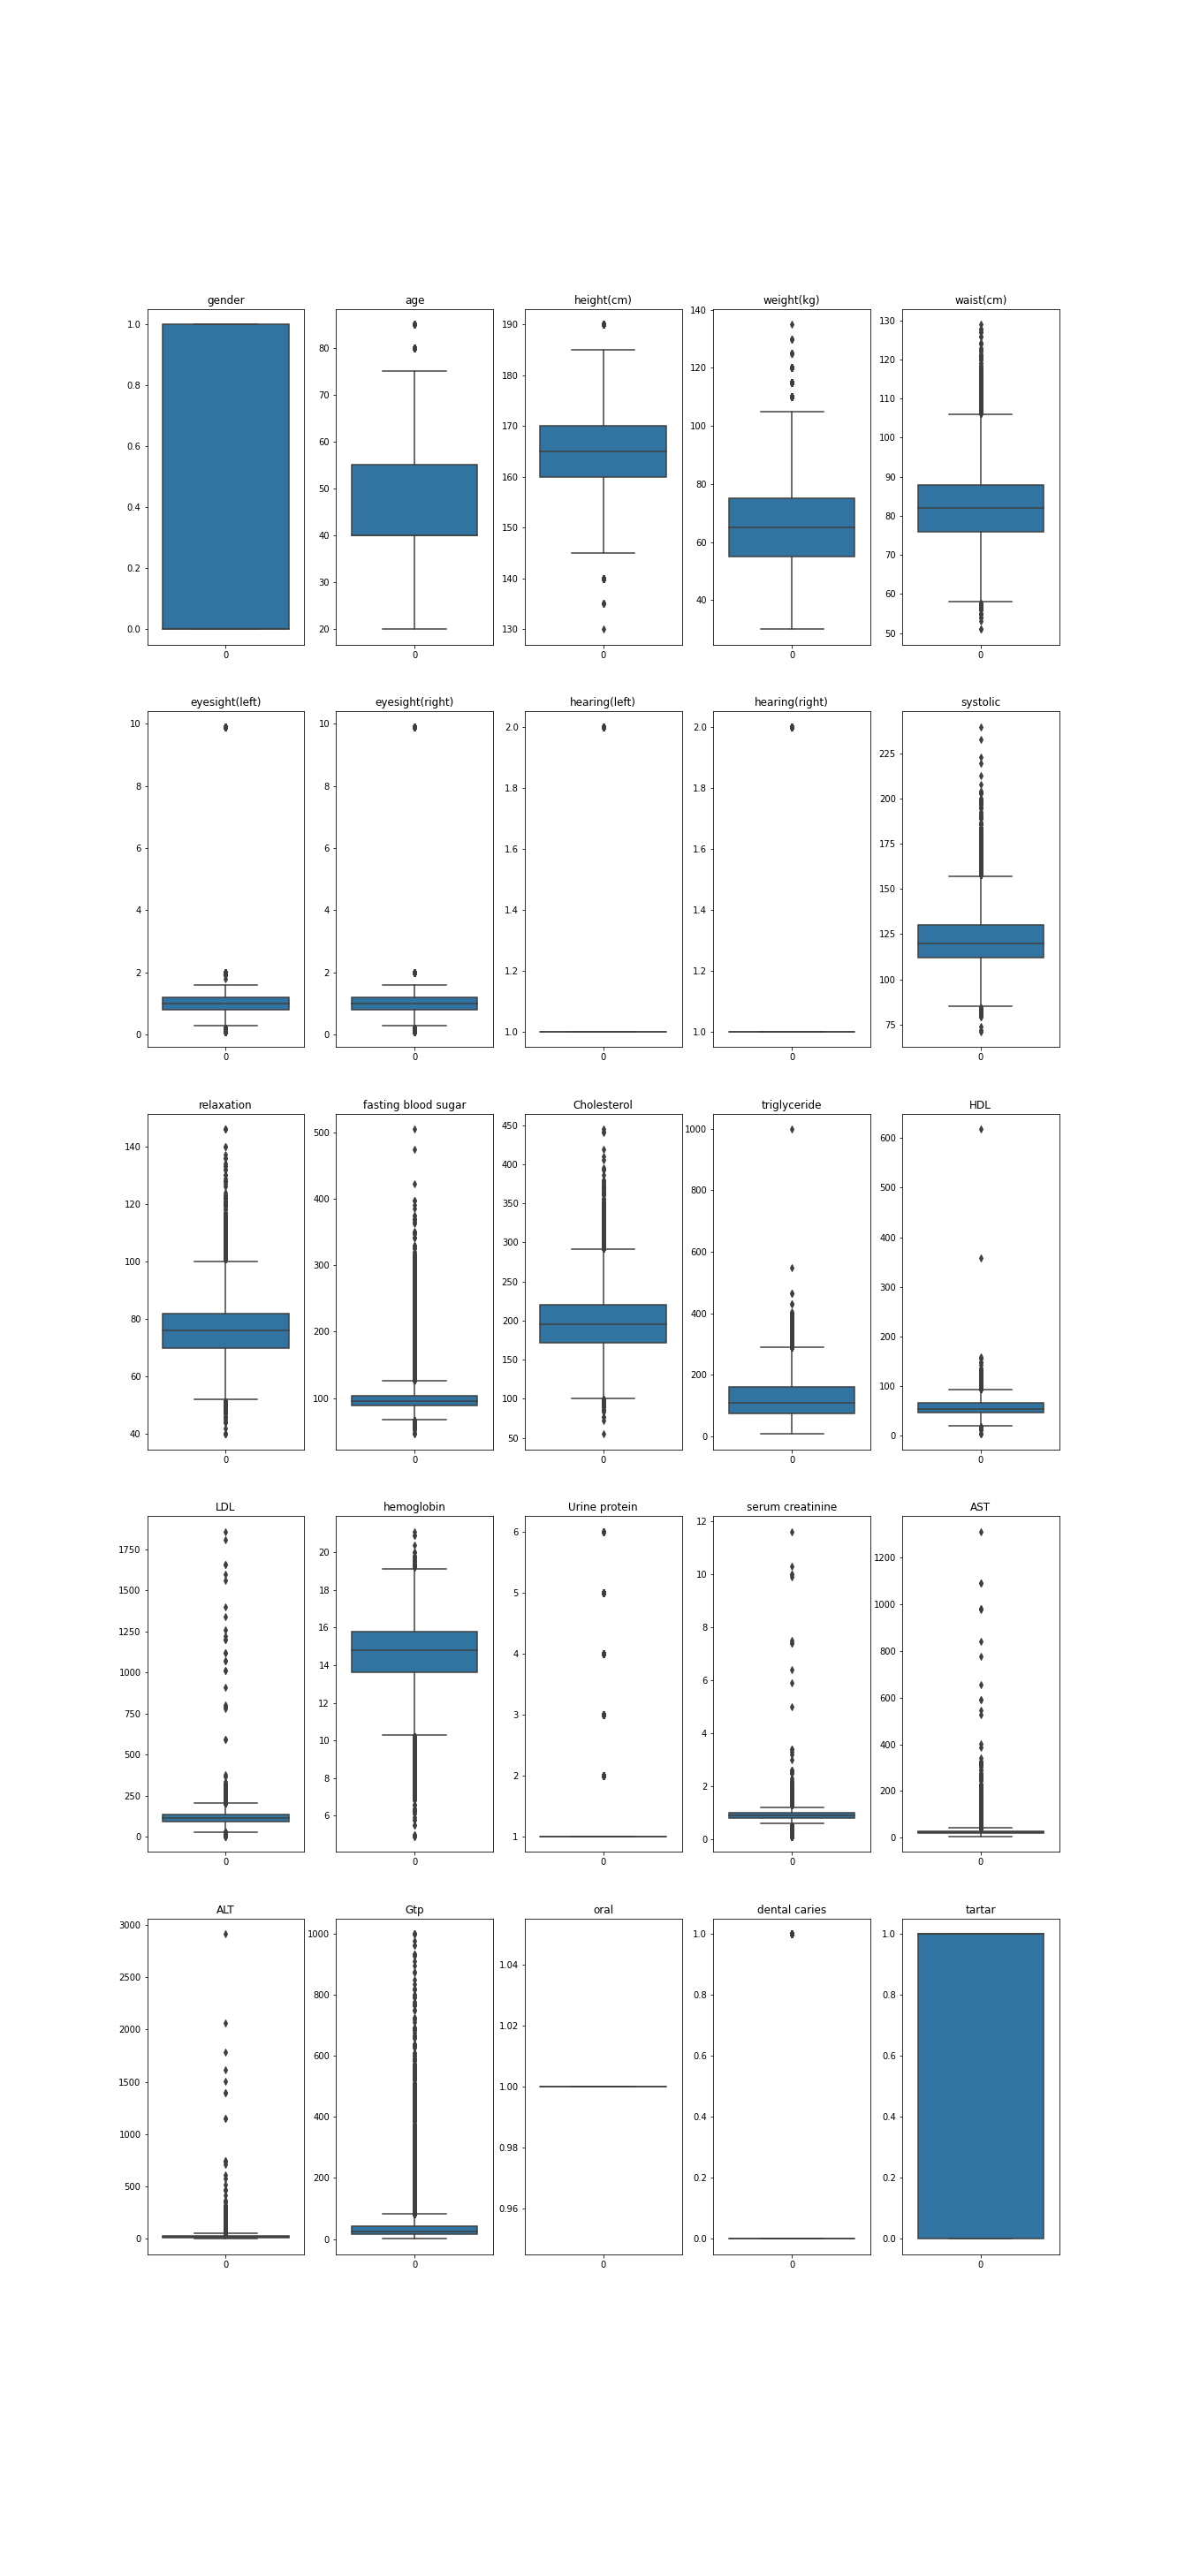 gender age height(cm) weight(kg) waist(cm)
1.0 0.8 0.6 0.4 0.2 0.0
0
80 70 60 50 40 30 20
0
190 180 170 160 150 140 130
0
140 120 100 80 60 40
0
130 120 110 100 90 80 70 60 50
0
eyesight(left) eyesight(right) hearing(left) hearing(right) systolic
10 8 6 4 2 0
0
10 8 6 4 2 0
0
2.0 1.8 1.6 1.4 1.2 1.0
0
2.0 1.8 1.6 1.4 1.2 1.0
0
225 200 175 150 125 100 75
0
relaxation fasting blood sugar Cholesterol triglyceride HDL
140 120 100 80 60 40
0
500 400 300 200 100
0
450 400 350 300 250 200 150 100 50
0
1000 800 600 400 200 0
0
600 500 400 300 200 100 0
0
LDL hemoglobin Urine protein serum creatinine AST
1750 1500 1250 1000 750 500 250 0
0
20 18 16 14 12 10 8 6
0
6 5 4 3 2 1
0
12 10 8 6 4 2 0
0
1200 1000 800 600 400 200 0
0
ALT Gtp oral dental caries tartar
3000 2500 2000 1500 1000 500 0
0
1000 800 600 400 200 0
0
1.04 1.02 1.00 0.98 0.96
0
1.0 0.8 0.6 0.4 0.2 0.0
0
1.0 0.8 0.6 0.4 0.2 0.0
0